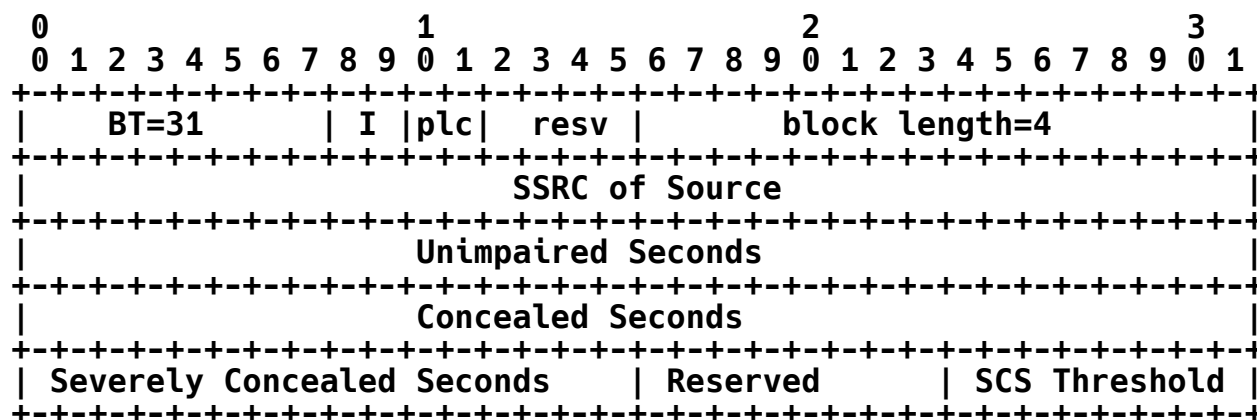 0                   1                   2                   3
 0 1 2 3 4 5 6 7 8 9 0 1 2 3 4 5 6 7 8 9 0 1 2 3 4 5 6 7 8 9 0 1
+-+-+-+-+-+-+-+-+-+-+-+-+-+-+-+-+-+-+-+-+-+-+-+-+-+-+-+-+-+-+-+-+
|    BT=31      | I |plc|  resv |       block length=4          |
+-+-+-+-+-+-+-+-+-+-+-+-+-+-+-+-+-+-+-+-+-+-+-+-+-+-+-+-+-+-+-+-+
|                         SSRC of Source                        |
+-+-+-+-+-+-+-+-+-+-+-+-+-+-+-+-+-+-+-+-+-+-+-+-+-+-+-+-+-+-+-+-+
|                    Unimpaired Seconds                         |
+-+-+-+-+-+-+-+-+-+-+-+-+-+-+-+-+-+-+-+-+-+-+-+-+-+-+-+-+-+-+-+-+
|                    Concealed Seconds                          |
+-+-+-+-+-+-+-+-+-+-+-+-+-+-+-+-+-+-+-+-+-+-+-+-+-+-+-+-+-+-+-+-+
| Severely Concealed Seconds    | Reserved      | SCS Threshold |
+-+-+-+-+-+-+-+-+-+-+-+-+-+-+-+-+-+-+-+-+-+-+-+-+-+-+-+-+-+-+-+-+